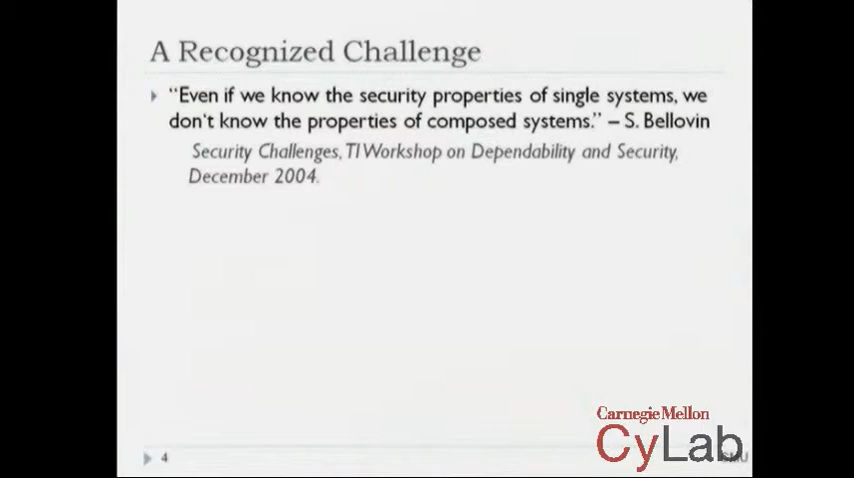 A Recognized Challenge
"Even if we know the security properties of single systems, we
don't know the properties of composed systems." – S. Bellovin
Security Challenges, TI Workshop on Dependability and Security,
December 2004.
4
Carnegie Mellon
CyLab